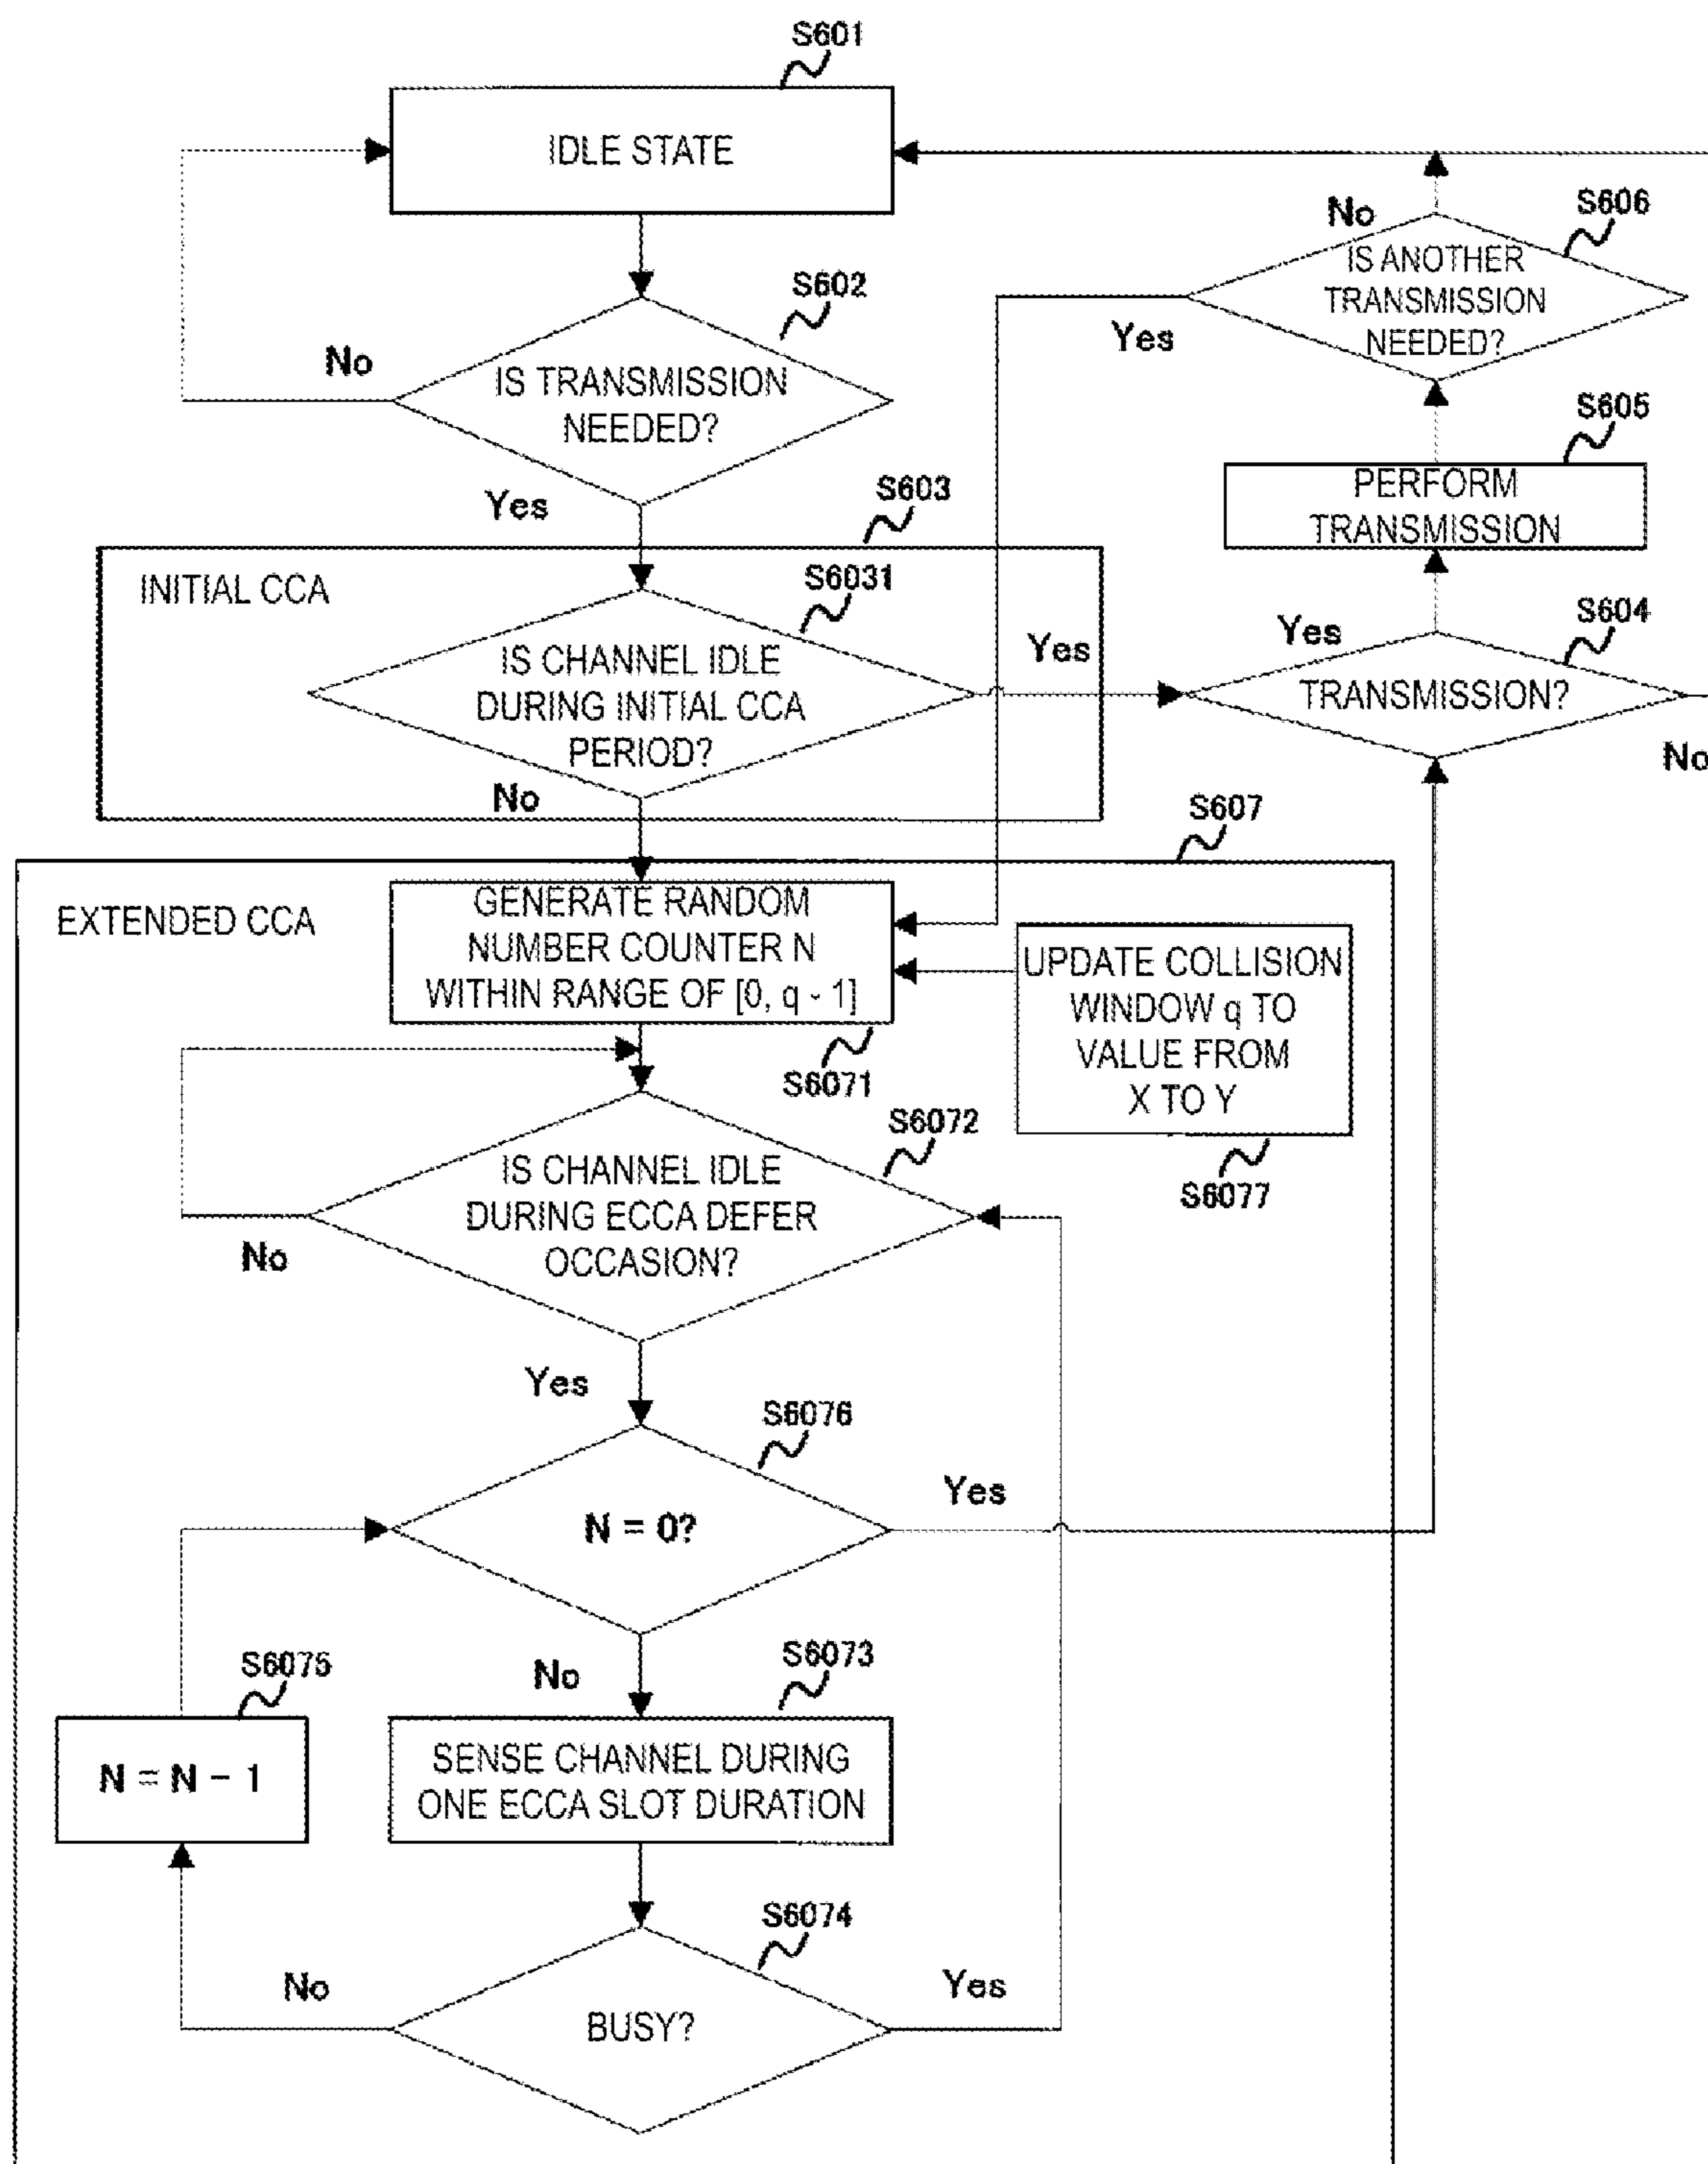 S601
IDLE STATE
S602
No
IS TRANSMISSION
NEEDED?
Yes
S606
No
IS ANOTHER
TRANSMISSION
NEEDED?
Yes
S605
PERFORM
TRANSMISSION
S603
INITIAL CCA
S6031
IS CHANNEL IDLE
DURING INITIAL CCA
PERIOD?
Yes
No
S604
Yes
TRANSMISSION?
No
S607
EXTENDED CCA
GENERATE RANDOM
NUMBER COUNTER N
WITHIN RANGE OF [0, q - 1]
S6071
UPDATE COLLISION
WINDOW q TO
VALUE FROM
X TO Y
S6077
S6072
IS CHANNEL IDLE
DURING ECCA DEFER
OCCASION?
No
Yes
S6076
N = 0?
Yes
No
S6075
N = N - 1
S6073
SENSE CHANNEL DURING
ONE ECCA SLOT DURATION
S6074
No
BUSY?
Yes